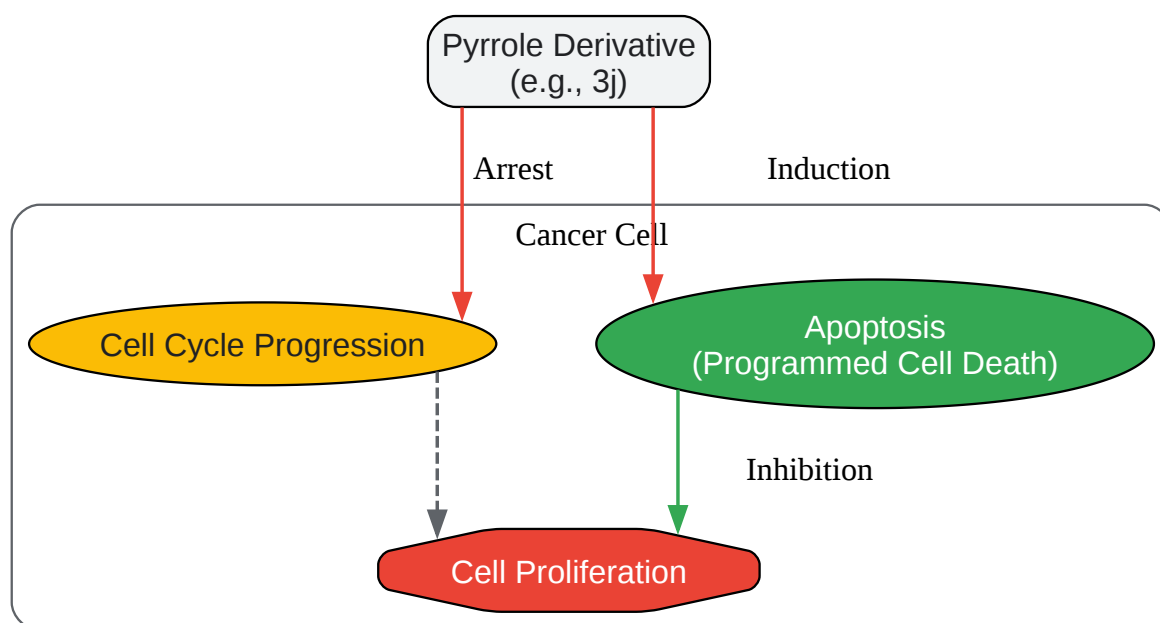 Pyrrole Derivative
(e.g., 3j)
Arrest
Induction
Cancer Cell
Cell Cycle Progression
Apoptosis
(Programmed Cell Death)
Inhibition
Cell Proliferation